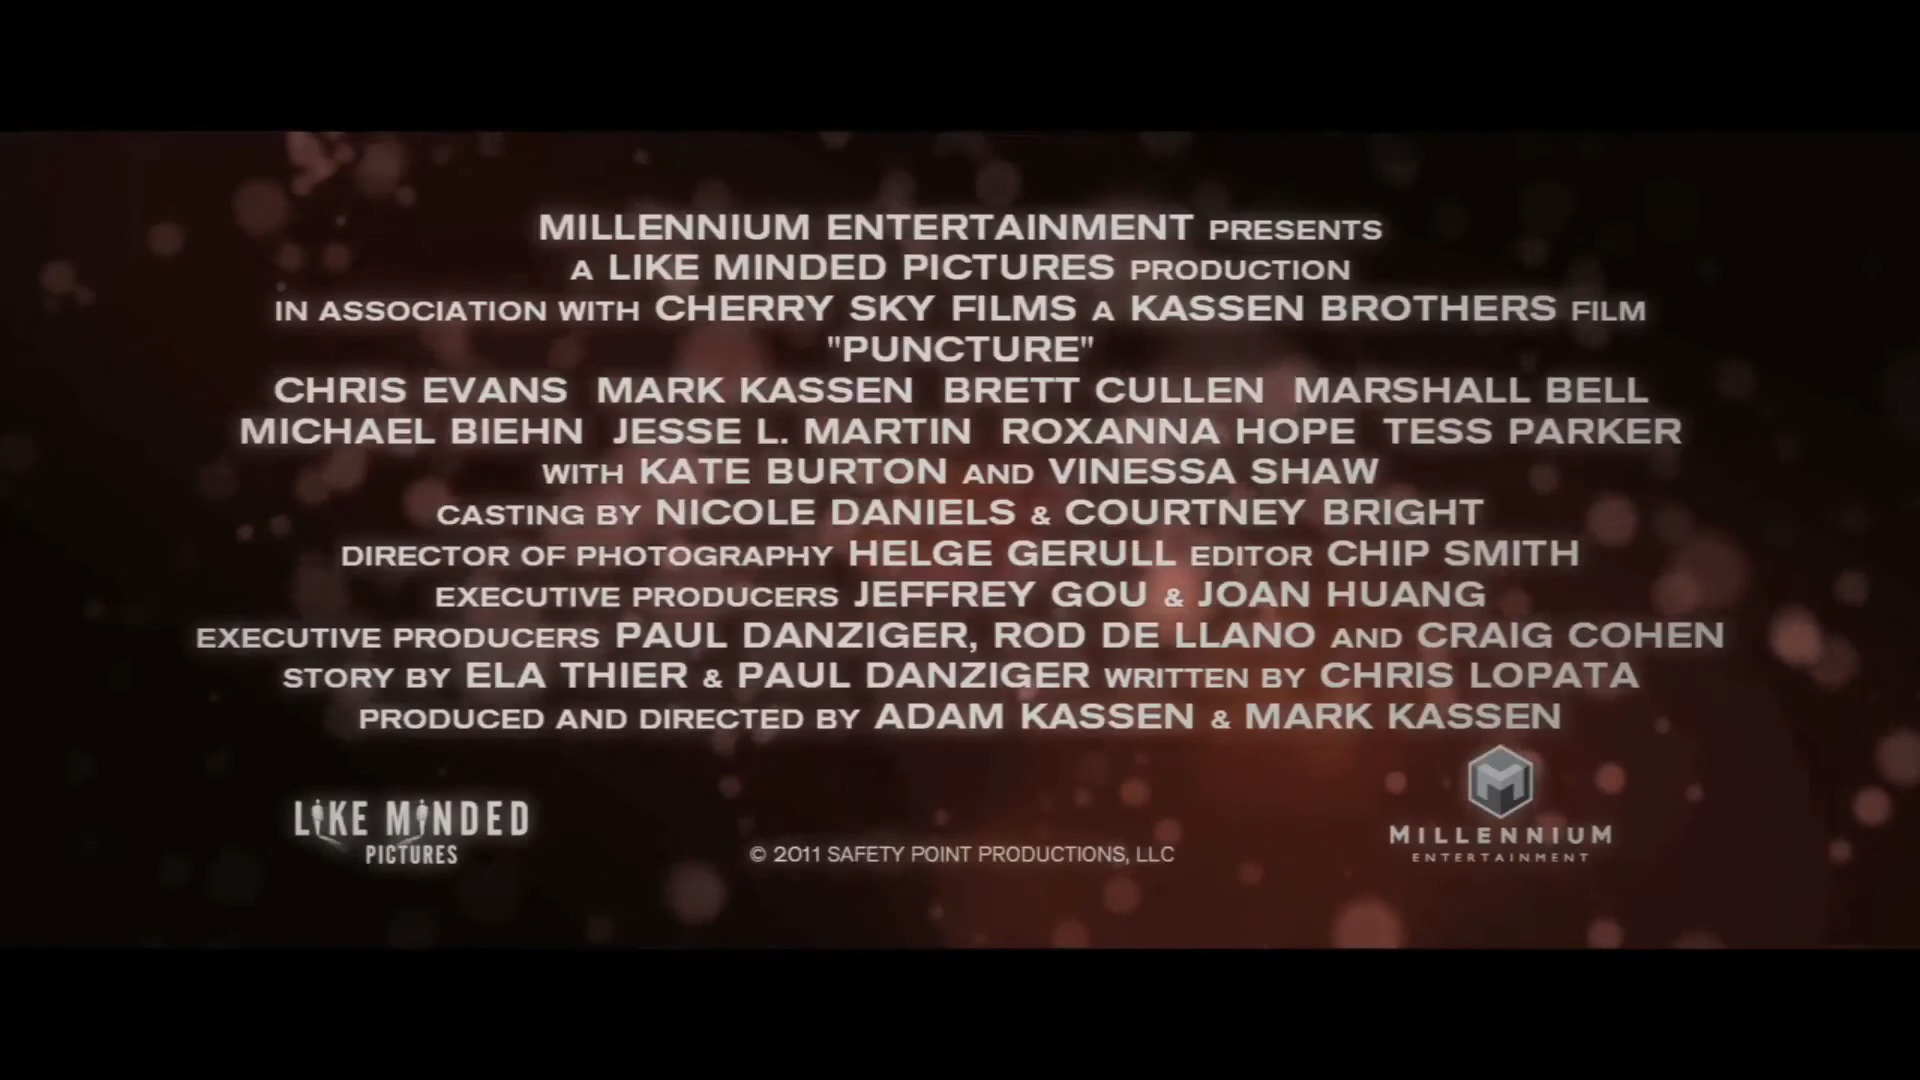 MILLENNIUM ENTERTAINMENT PRESENTS
A LIKE MINDED PICTURES PRODUCTION
IN ASSOCIATION WITH CHERRY SKY FILMS A KASSEN BROTHERS FILM
"PUNCTURE"
CHRIS EVANS MARK KASSEN BRETT CULLEN MARSHALL BELL
MICHAEL BIEHN JESSE L. MARTIN ROXANNA HOPE TESS PARKER
WITH KATE BURTON AND VINESSA SHAW
CASTING BY NICOLE DANIELS & COURTNEY BRIGHT
DIRECTOR OF PHOTOGRAPHY HELGE GERULL EDITOR CHIP SMITH
EXECUTIVE PRODUCERS JEFFREY GOU & JOAN HUANG
EXECUTIVE PRODUCERS PAUL DANZIGER, ROD DE LLANO AND CRAIG COHEN
STORY BY ELA THIER & PAUL DANZIGER WRITTEN BY CHRIS LOPATA
PRODUCED AND DIRECTED BY ADAM KASSEN & MARK KASSEN
LIKE MINDED
PICTURES
© 2011 SAFETY POINT PRODUCTIONS, LLC
M
MILLENNIUM
ENTERTAINMENT